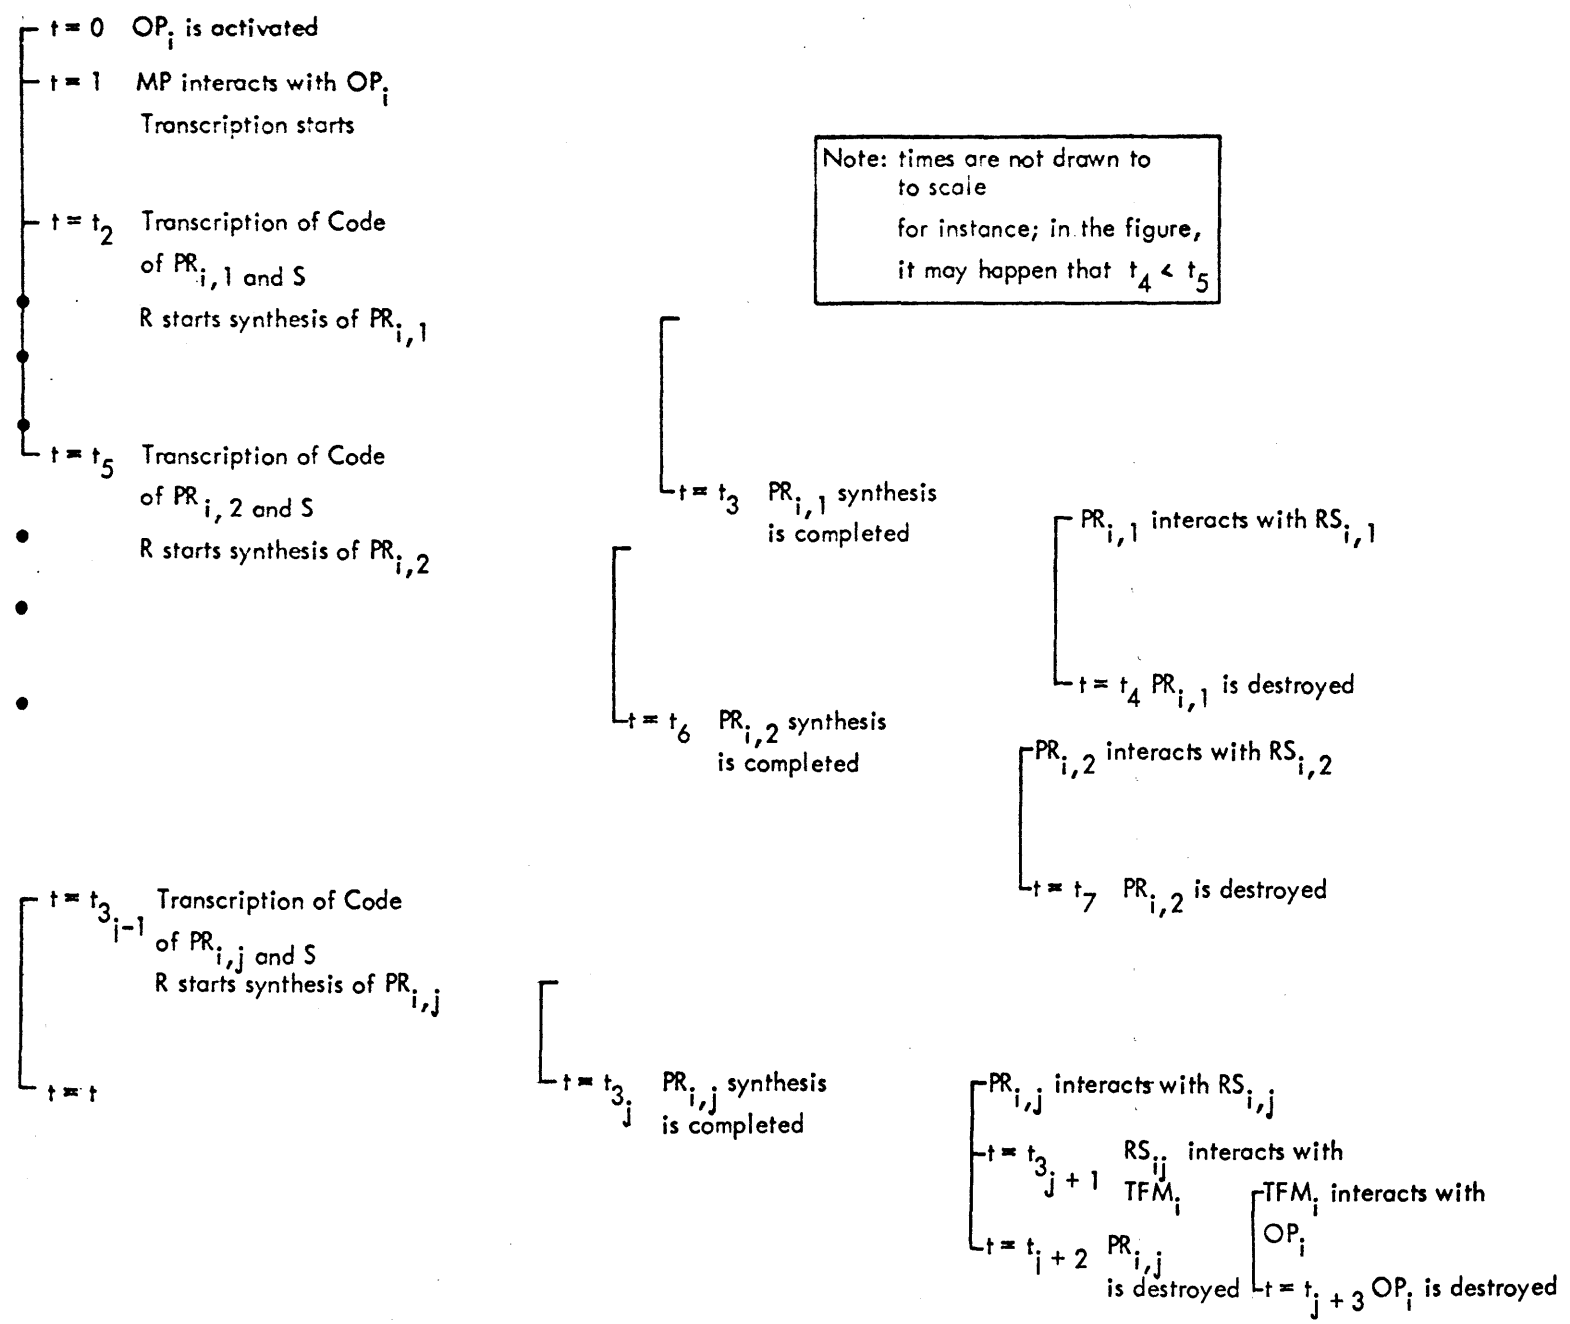 t = 0 OP_i is activated
t = 1 MP interacts with OP_i
Transcription starts
Note: times are not drawn to
to scale
for instance; in the figure,
it may happen that t_4 < t_5
t = t_2 Transcription of Code
of PR_i,1 and S
R starts synthesis of PR_i,1
t = t_5 Transcription of Code
of PR_i,2 and S
R starts synthesis of PR_i,2
t = t_3 PR_i,1 synthesis
is completed
PR_i,1 interacts with RS_i,1
t = t_4 PR_i,1 is destroyed
t = t_6 PR_i,2 synthesis
is completed
PR_i,2 interacts with RS_i,2
t = t_7 PR_i,2 is destroyed
t = t_3_j-1 Transcription of Code
of PR_i,j and S
R starts synthesis of PR_i,j
t = t
t = t_3_j PR_i,j synthesis
is completed
PR_i,j interacts with RS_i,j
t = t_3_j + 1 RS_ij interacts with
TFM_i
TFM_i interacts with
OP_i
t = t_j + 2 PR_i,j
is destroyed
t = t_j + 3 OP_i is destroyed